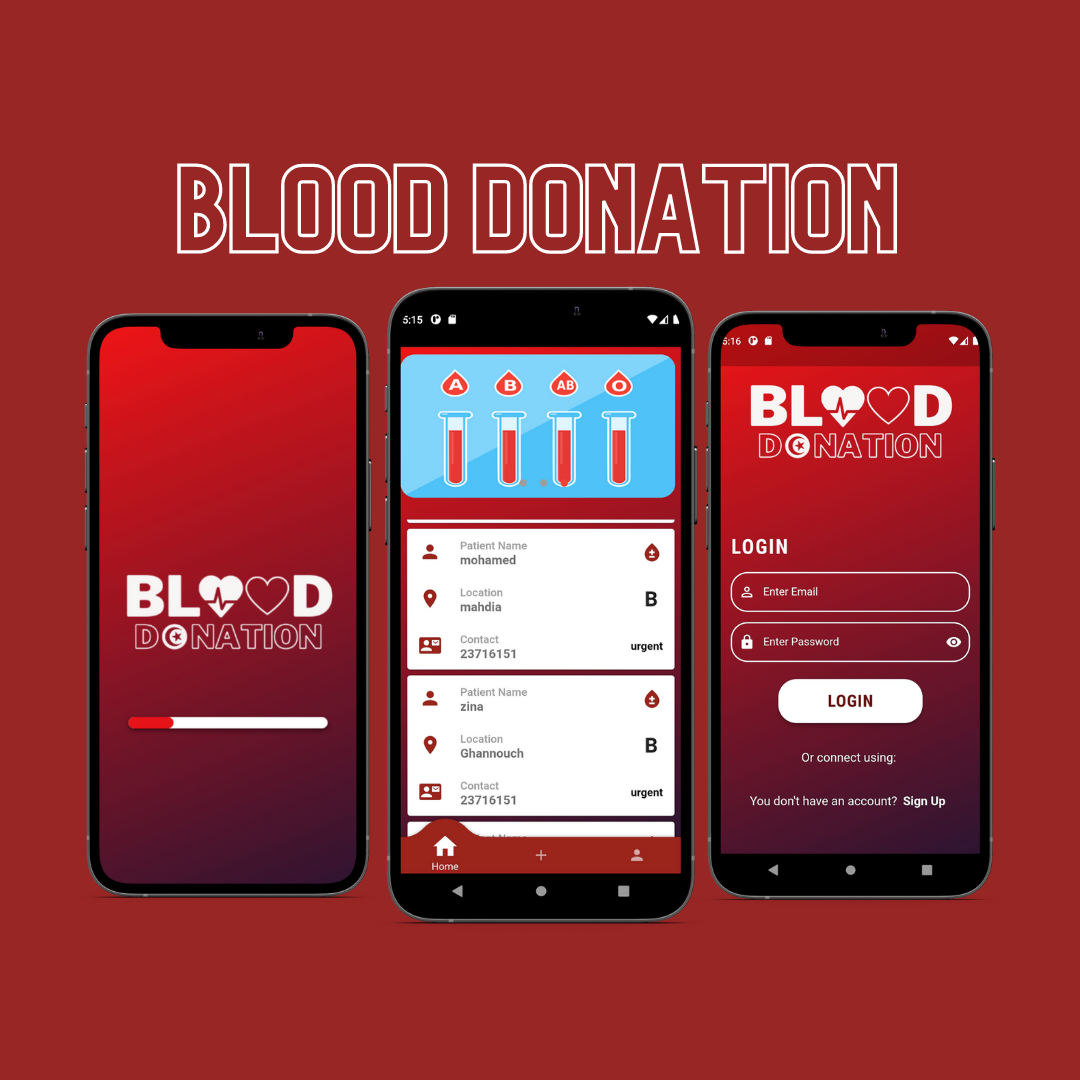 BLOOD DONATION
BLOOD
DONATION
5:15
A B AB O
Patient Name
mohamed
Location
mahdia
B
Contact
23716151
urgent
Patient Name
zina
Location
Ghannouch
B
Contact
23716151
urgent
Name
Home
5:16
BLOOD
DONATION
LOGIN
Enter Email
Enter Password
LOGIN
Or connect using:
You don't have an account? Sign Up